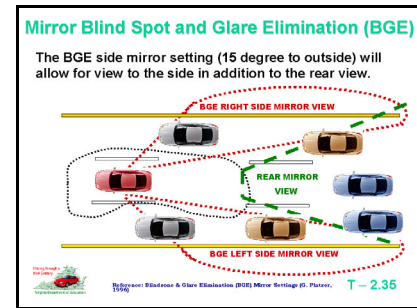 Mirror Blind Spot and Glare Elimination (BGE)
The BGE side mirror setting (15 degree to outside) will
allow for view to the side in addition to the rear view.
BGE RIGHT SIDE MIRROR VIEW
REAR MIRROR
VIEW
BGE LEFT SIDE MIRROR VIEW
Reference: Blindzone & Glare Elimination (BGE) Mirror Settings (G. Platzer,
1996)
T – 2.35